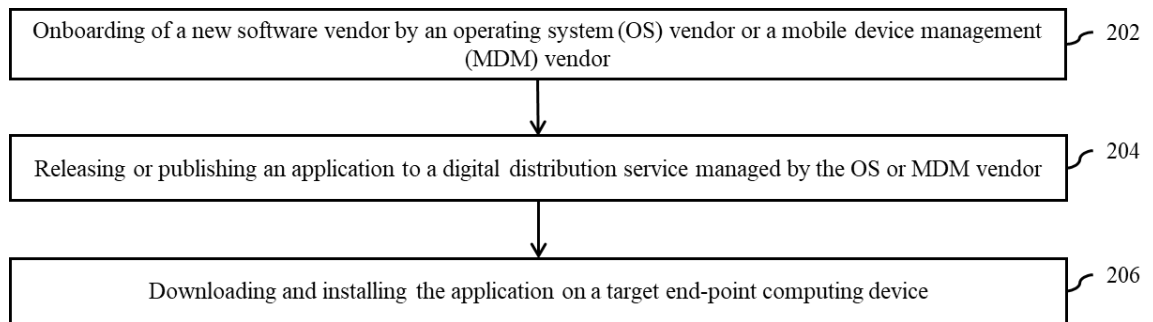 Onboarding of a new software vendor by an operating system (OS) vendor or a mobile device management
(MDM) vendor
202
Releasing or publishing an application to a digital distribution service managed by the OS or MDM vendor
204
Downloading and installing the application on a target end-point computing device
206